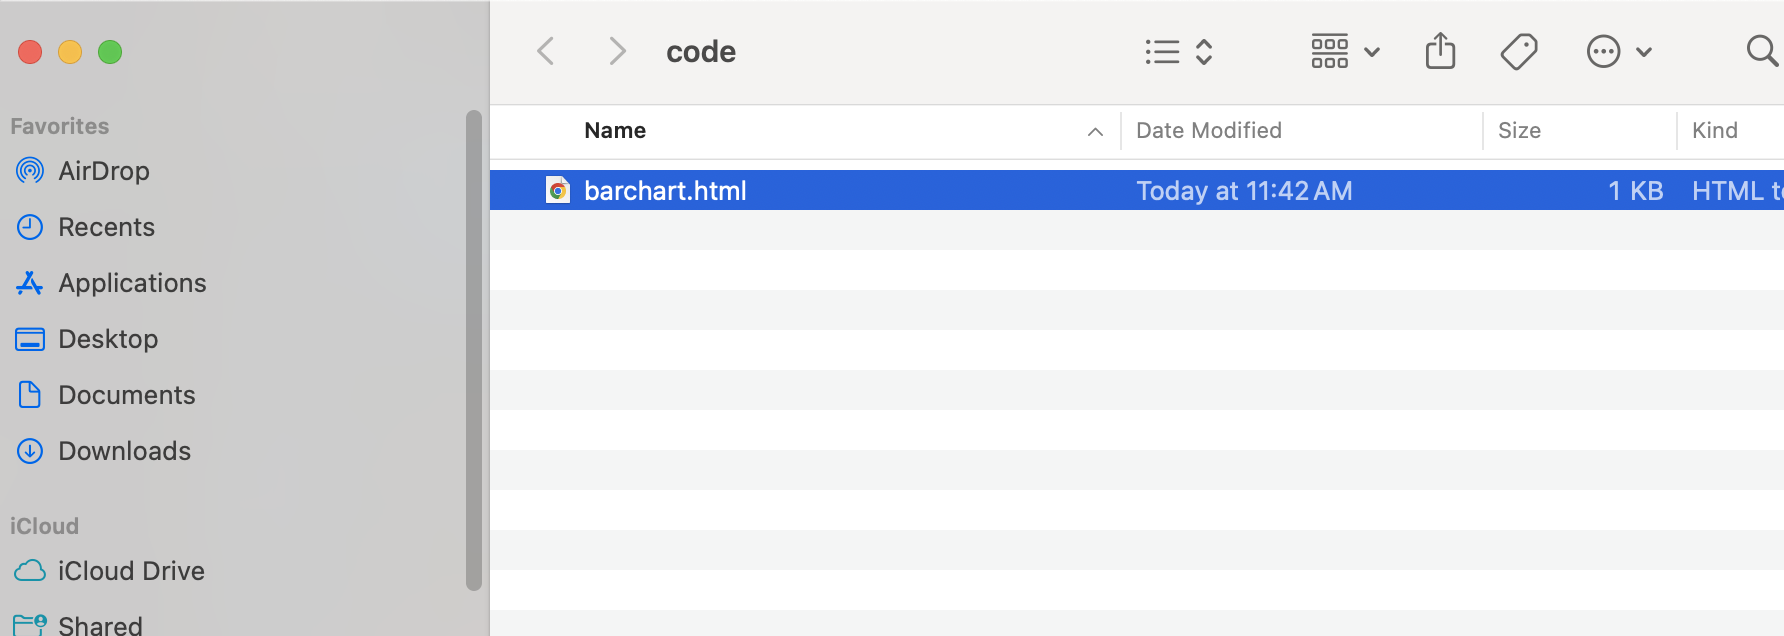 code
Favorites
AirDrop
Recents
Applications
Desktop
Documents
Downloads
iCloud
iCloud Drive
Shared
Name Date Modified Size Kind
barchart.html Today at 11:42 AM 1 KB HTML